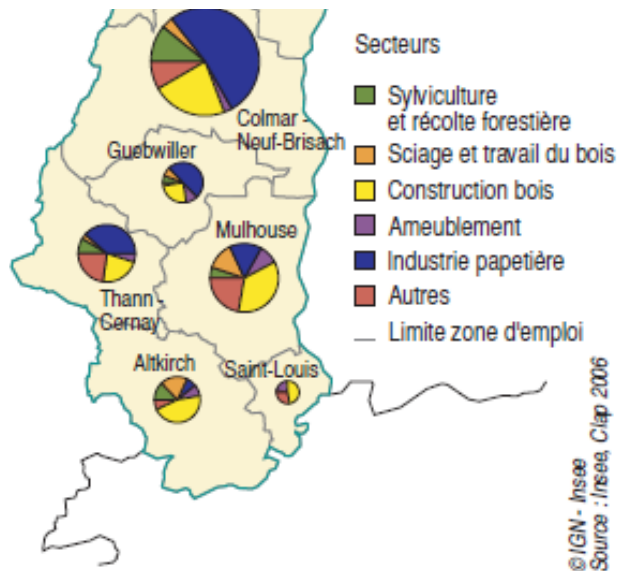 Secteurs
Sylviculture
et récolte forestière
Sciage et travail du bois
Construction bois
Ameublement
Industrie papetière
Autres
Limite zone d'emploi
Colmar -
Neuf-Brisach
Guebwiller
Mulhouse
Thann -
Cernay
Altkirch
Saint-Louis
© IGN - Insee
Source : Insee, Clap 2006